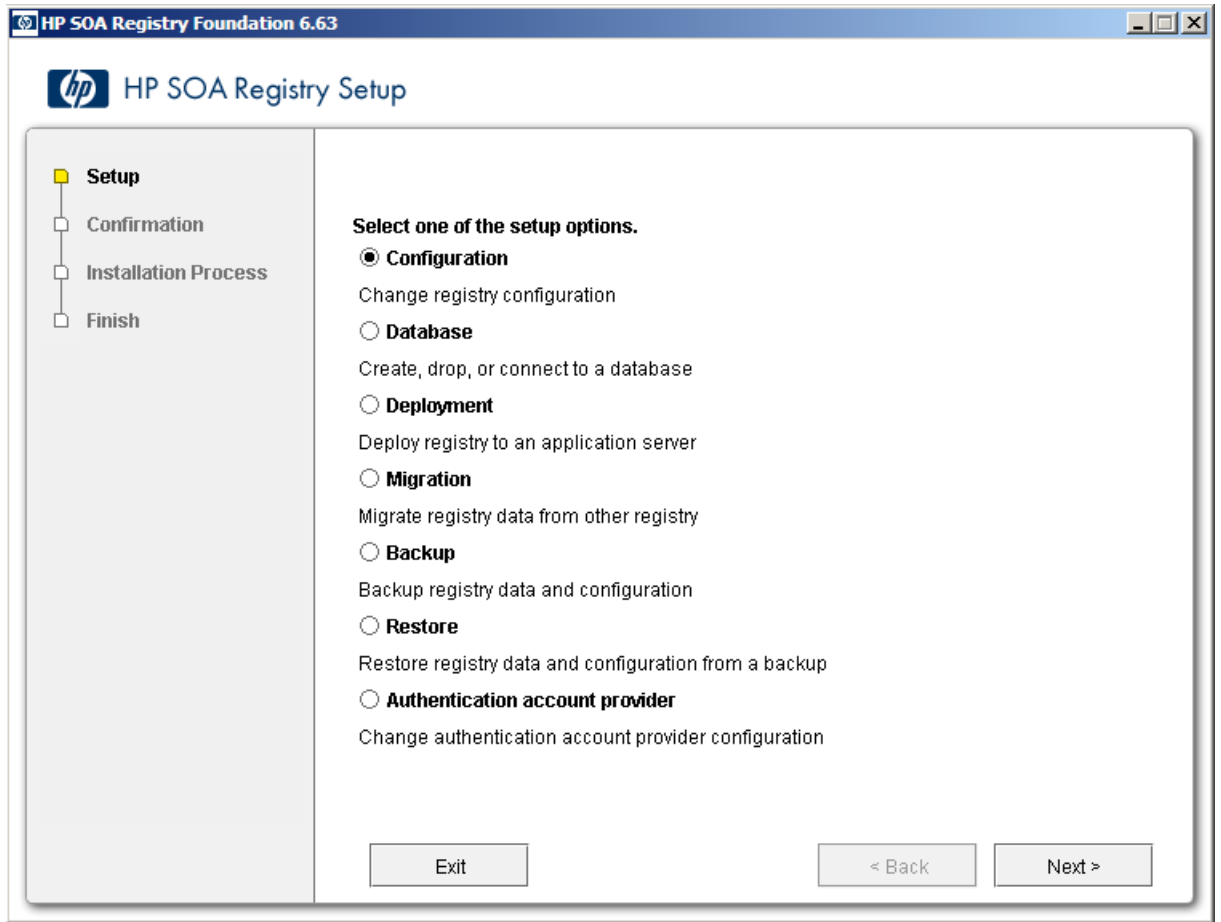 HP SOA Registry Foundation 6.63
hp HP SOA Registry Setup
Setup
Confirmation
Installation Process
Finish
Select one of the setup options.
Configuration
Change registry configuration
Database
Create, drop, or connect to a database
Deployment
Deploy registry to an application server
Migration
Migrate registry data from other registry
Backup
Backup registry data and configuration
Restore
Restore registry data and configuration from a backup
Authentication account provider
Change authentication account provider configuration
Exit
< Back
Next >